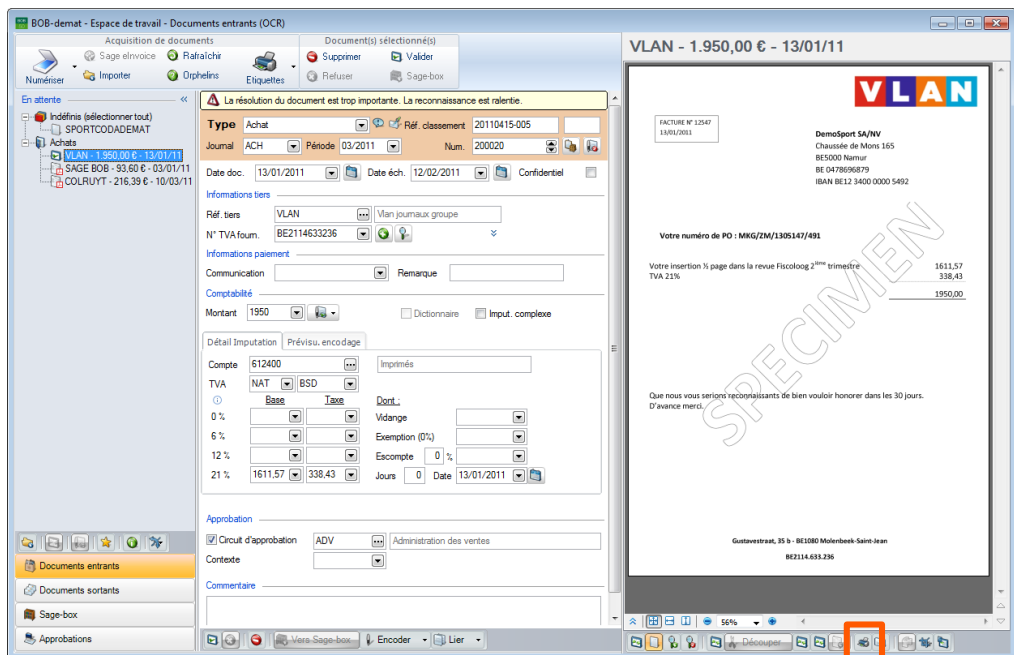 BOB-demat - Espace de travail - Documents entrants (OCR)
Acquisition de documents
Document(s) sélectionné(s)
Numériser
Sage eInvoice
Rafraîchir
Importer
Orphelins
Etiquettes
Supprimer
Valider
Refuser
Sage-box
En attente
Indéfinis (sélectionner tout)
SPORTCODADEMAT
Achats
VLAN - 1.950,00 € - 13/01/11
SAGE BOB - 93,60 € - 03/01/11
COLRUYT - 216,39 € - 10/03/11
Documents entrants
Documents sortants
Sage-box
Approbations
La résolution du document est trop importante. La reconnaissance est ralentie.
Type Achat Réf. classement 20110415-005
Journal ACH Période 03/2011 Num. 200020
Date doc. 13/01/2011 Date éch. 12/02/2011 Confidentiel
Informations tiers
Réf. tiers VLAN Vlan journaux groupe
N° TVA fourn. BE2114633236
Informations paiement
Communication Remarque
Comptabilité
Montant 1950 Dictionnaire Imput. complexe
Détail Imputation Prévisu. encodage
Compte 612400 Imprimés
TVA NAT BSD
Base Taxe Dont :
0 % Vidange
6 % Exemption (0%)
12 % Escompte 0 %
21 % 1611,57 338,43 Jours 0 Date 13/01/2011
Approbation
Circuit d'approbation ADV Administration des ventes
Contexte
Commentaire
Vers Sage-box Encoder Lier
VLAN - 1.950,00 € - 13/01/11
VLAN
FACTURE N° 12547
13/01/2011
DemoSport SA/NV
Chaussée de Mons 165
BE5000 Namur
BE 0478696879
IBAN BE12 3400 0000 5492
Votre numéro de PO : MKG/ZM/1305147/491
Votre insertion ½ page dans la revue Fiscoloog 2ième trimestre 1611,57
TVA 21% 338,43
1950,00
SPECIMIEN
Que nous vous serions reconnaissants de bien vouloir honorer dans les 30 jours.
D'avance merci.
Gustavestraat, 35 b - BE1080 Molenbeek-Saint-Jean
BE2114.633.236
56%
Découper